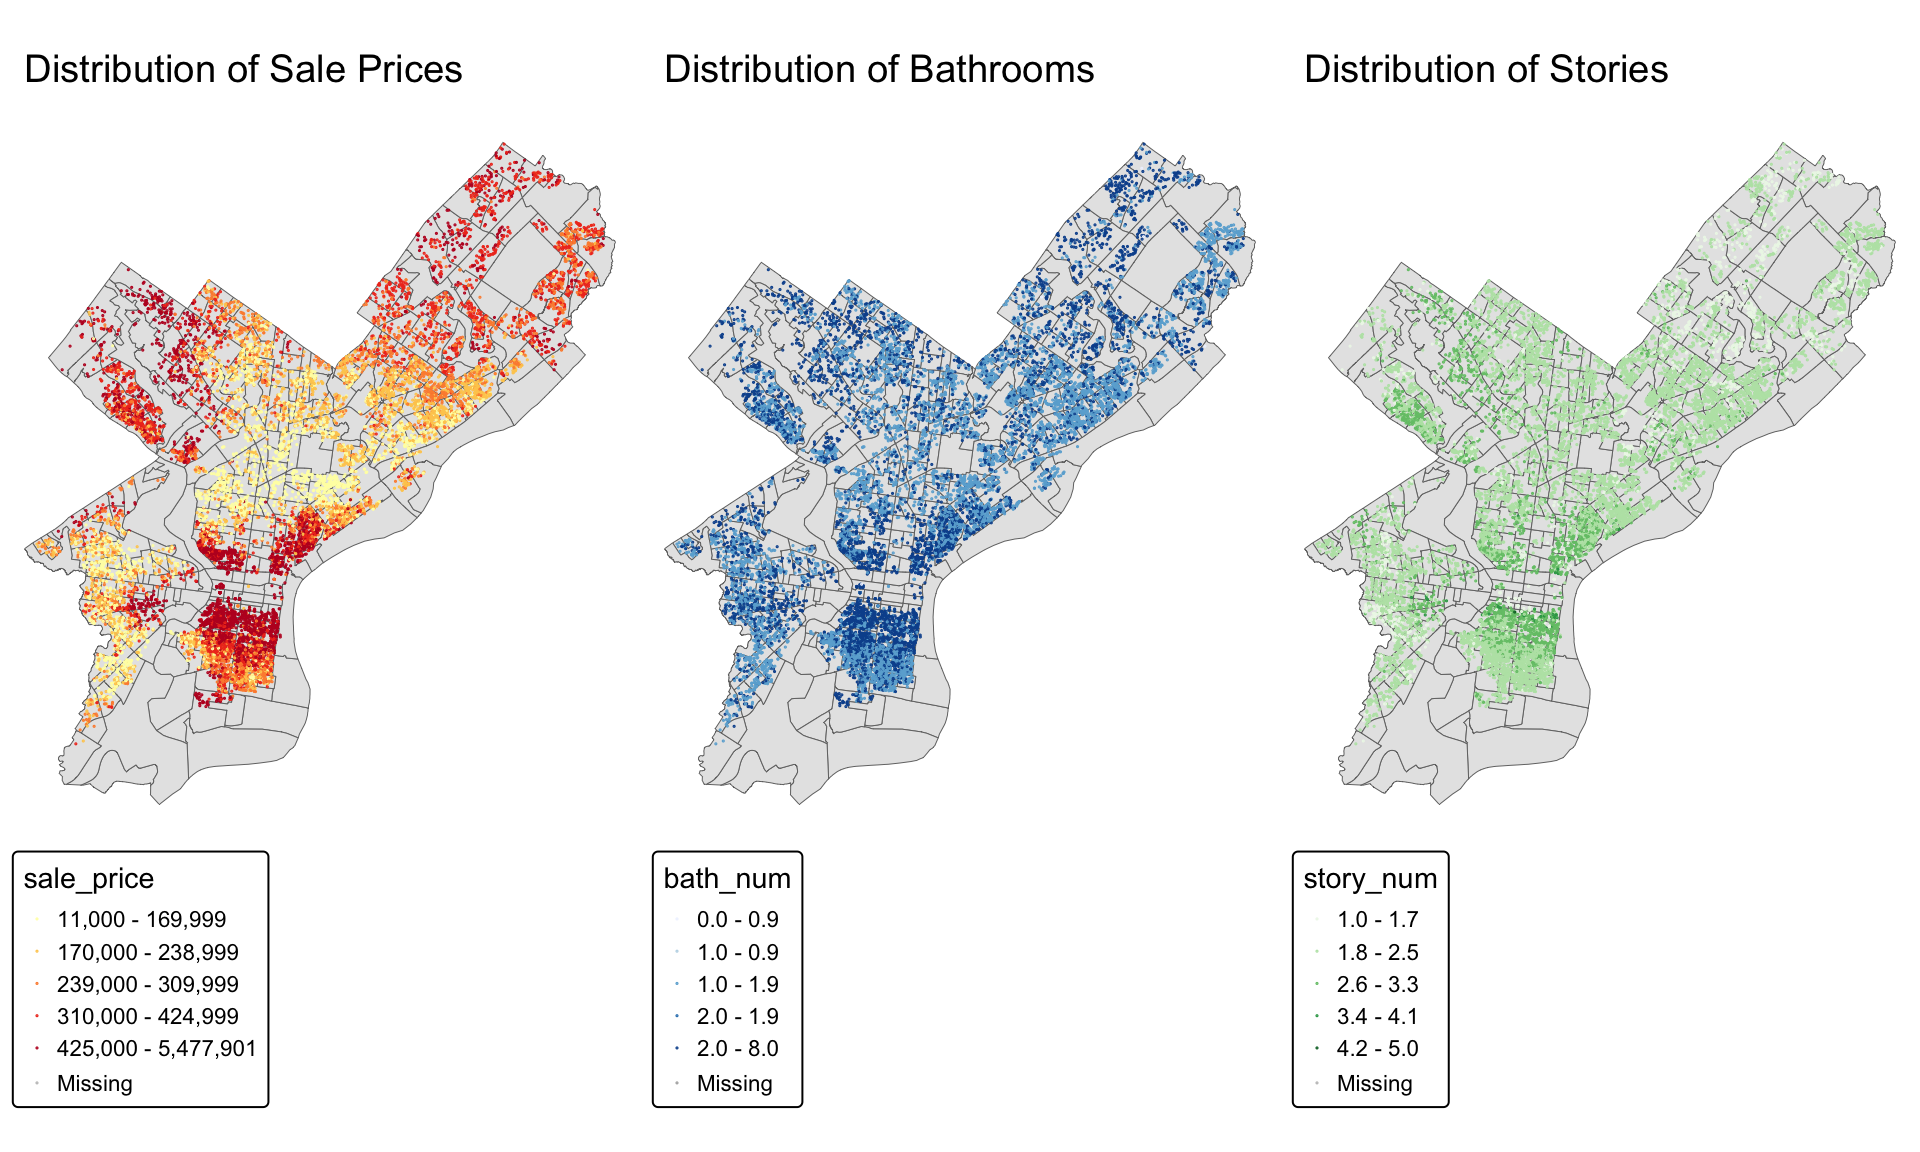 Distribution of Sale Prices
Distribution of Bathrooms
Distribution of Stories
sale_price
11,000 - 169,999
170,000 - 238,999
239,000 - 309,999
310,000 - 424,999
425,000 - 5,477,901
Missing
bath_num
0.0 - 0.9
1.0 - 0.9
1.0 - 1.9
2.0 - 1.9
2.0 - 8.0
Missing
story_num
1.0 - 1.7
1.8 - 2.5
2.6 - 3.3
3.4 - 4.1
4.2 - 5.0
Missing